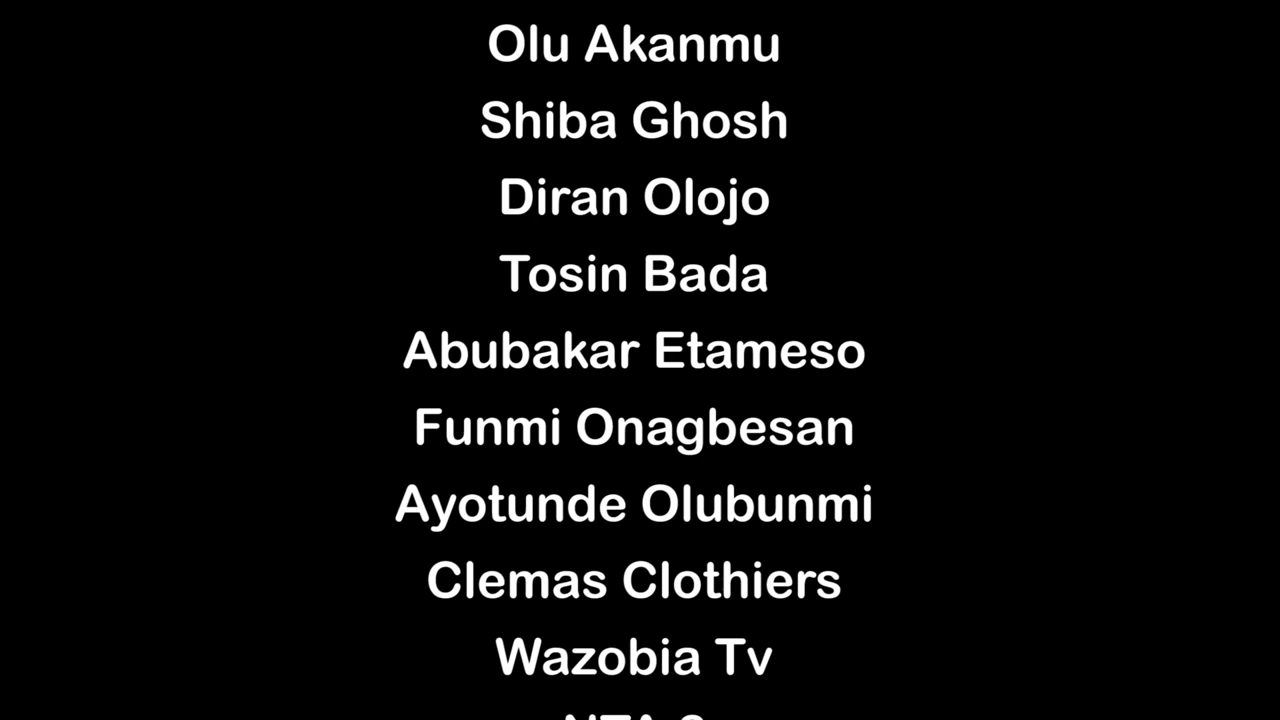 Olu Akanmu
Shiba Ghosh
Diran Olojo
Tosin Bada
Abubakar Etameso
Funmi Onagbesan
Ayotunde Olubunmi
Clemas Clothiers
Wazobia Tv